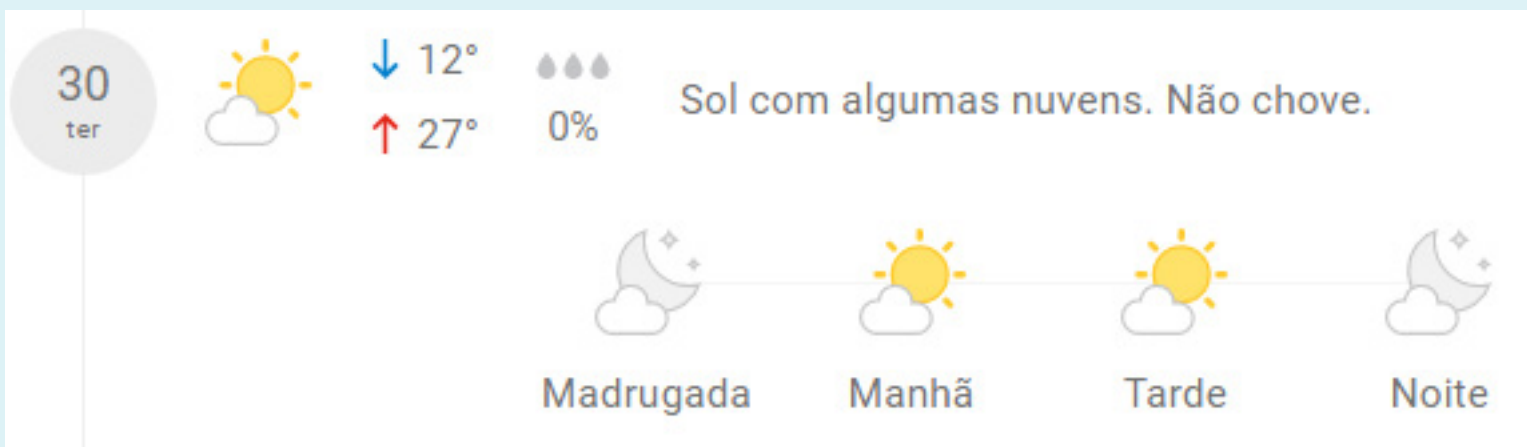 30
ter
12°
27°
0%
Sol com algumas nuvens. Não chove.
Madrugada
Manhã
Tarde
Noite